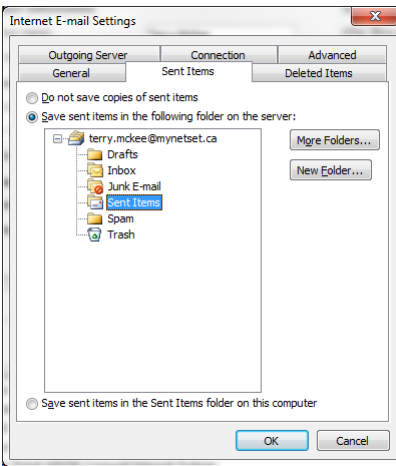 Internet E-mail Settings
Outgoing Server Connection Advanced
General Sent Items Deleted Items
Do not save copies of sent items
Save sent items in the following folder on the server:
terry.mckee@mynetset.ca
Drafts
Inbox
Junk E-mail
Sent Items
Spam
Trash
More Folders...
New Folder...
Save sent items in the Sent Items folder on this computer
OK Cancel